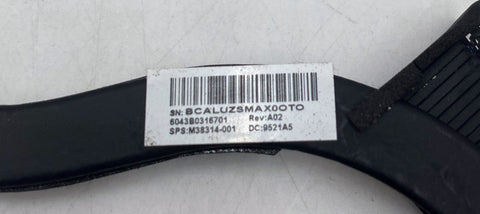 SN: BCALUZSMAX0OTO
6043B0316701 Rev:A02
SPS:M38314-001 DC:9521A5